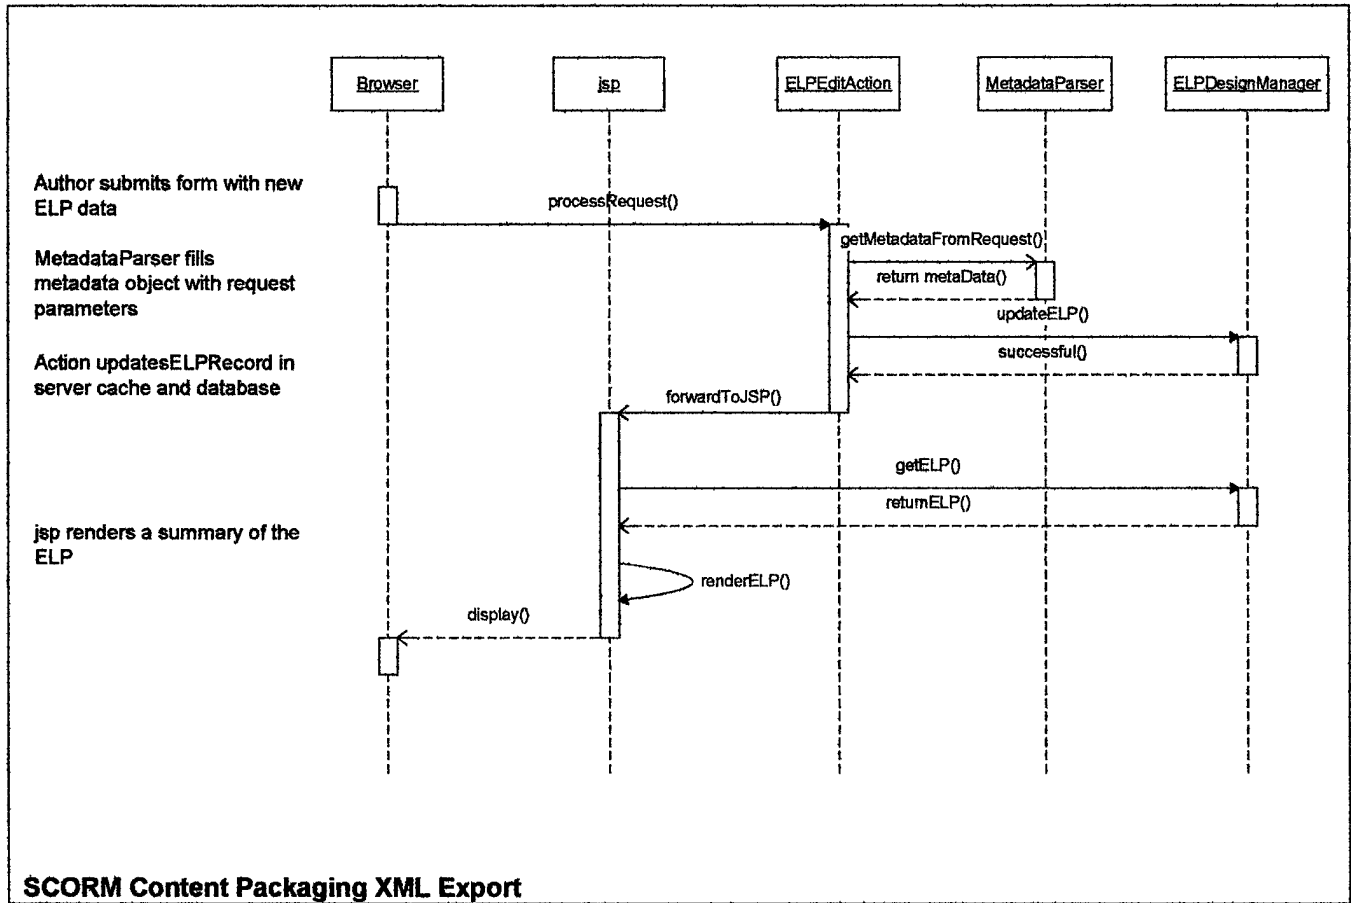 Browser
jsp
ELPEditAction
MetadataParser
ELPDesignManager
Author submits form with new
ELP data
processRequest()
getMetadataFromRequest()
MetadataParser fills
metadata object with request
parameters
return metaData()
updateELP()
Action updatesELPRecord in
server cache and database
successful()
forwardToJSP()
getELP()
returnELP()
jsp renders a summary of the
ELP
renderELP()
display()
SCORM Content Packaging XML Export